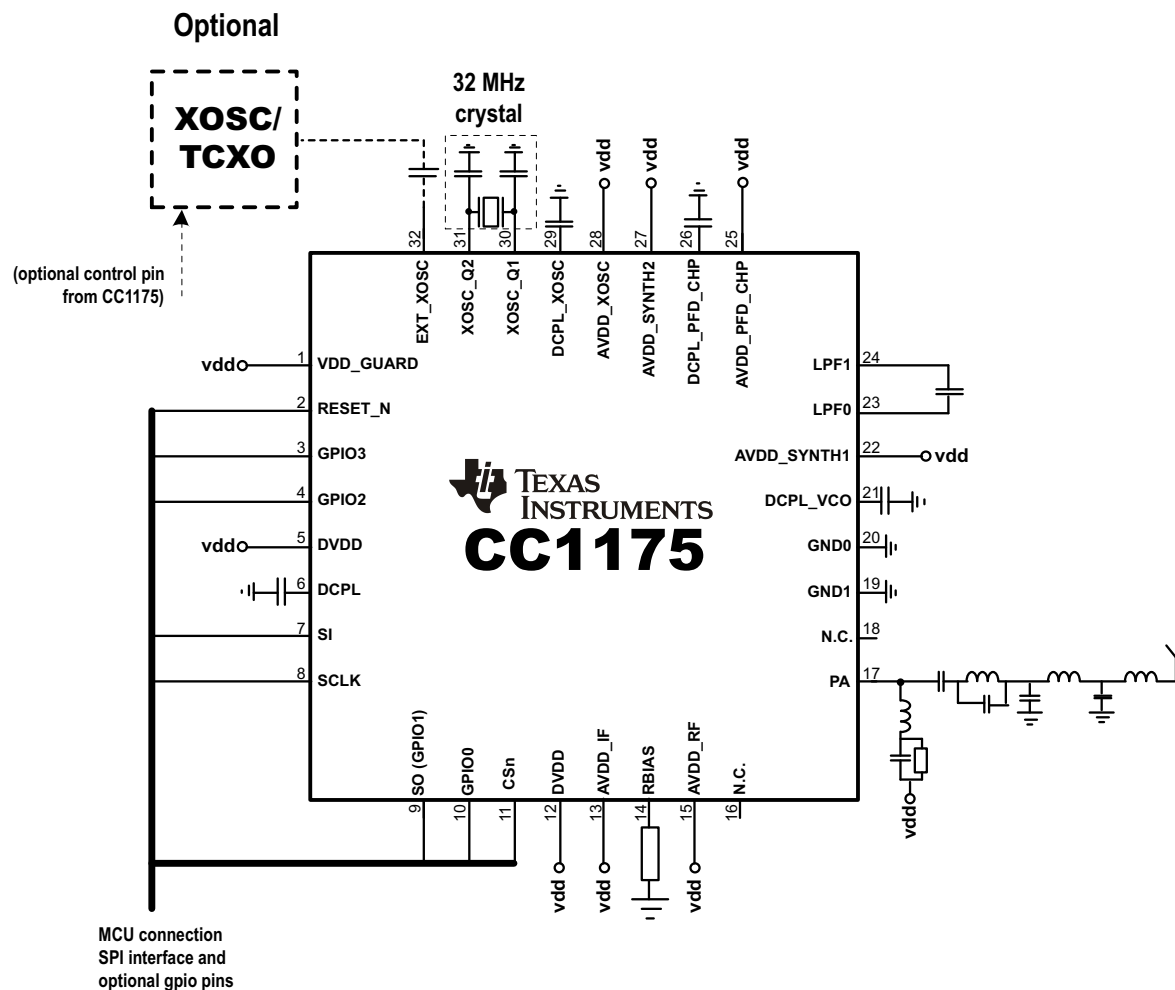 Optional
XOSC/
TCXO
32 MHz
crystal
(optional control pin
from CC1175)
vdd
vdd
vdd
32
31
30
29
28
27
26
25
EXT_XOSC
XOSC_Q2
XOSC_Q1
DCPL_XOSC
AVDD_XOSC
AVDD_SYNTH2
DCPL_PFD_CHP
AVDD_PFD_CHP
vdd 1 VDD_GUARD
2 RESET_N
3 GPIO3
4 GPIO2
vdd 5 DVDD
6 DCPL
7 SI
8 SCLK
TEXAS
INSTRUMENTS
CC1175
LPF1 24
LPF0 23
AVDD_SYNTH1 22 vdd
DCPL_VCO 21
GND0 20
GND1 19
N.C. 18
PA 17
vdd
SO (GPIO1)
GPIO0
CSn
DVDD
AVDD_IF
RBIAS
AVDD_RF
N.C.
9
10
11
12
13
14
15
16
vdd
vdd
vdd
MCU connection
SPI interface and
optional gpio pins